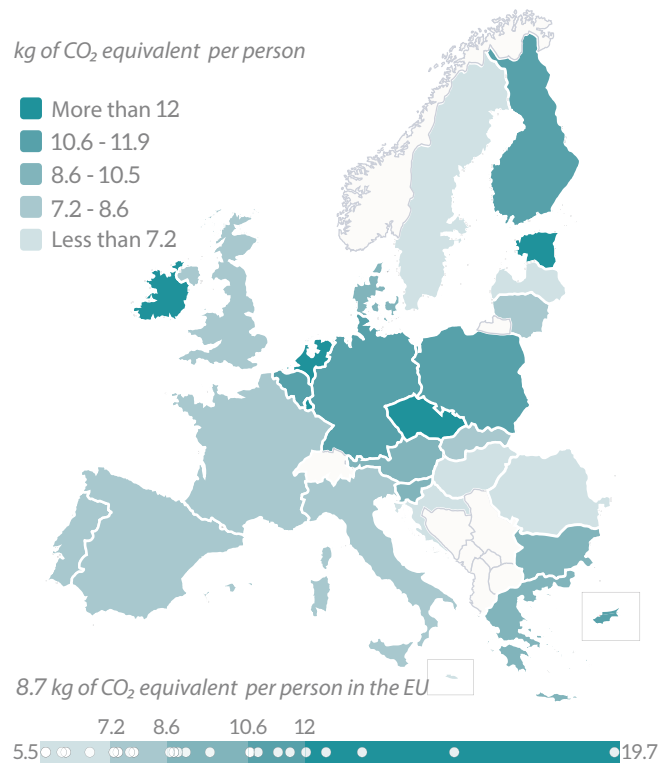 kg of CO₂ equivalent per person
More than 12
10.6 - 11.9
8.6 - 10.5
7.2 - 8.6
Less than 7.2
8.7 kg of CO₂ equivalent per person in the EU
7.2 8.6 10.6 12
5.5 19.7